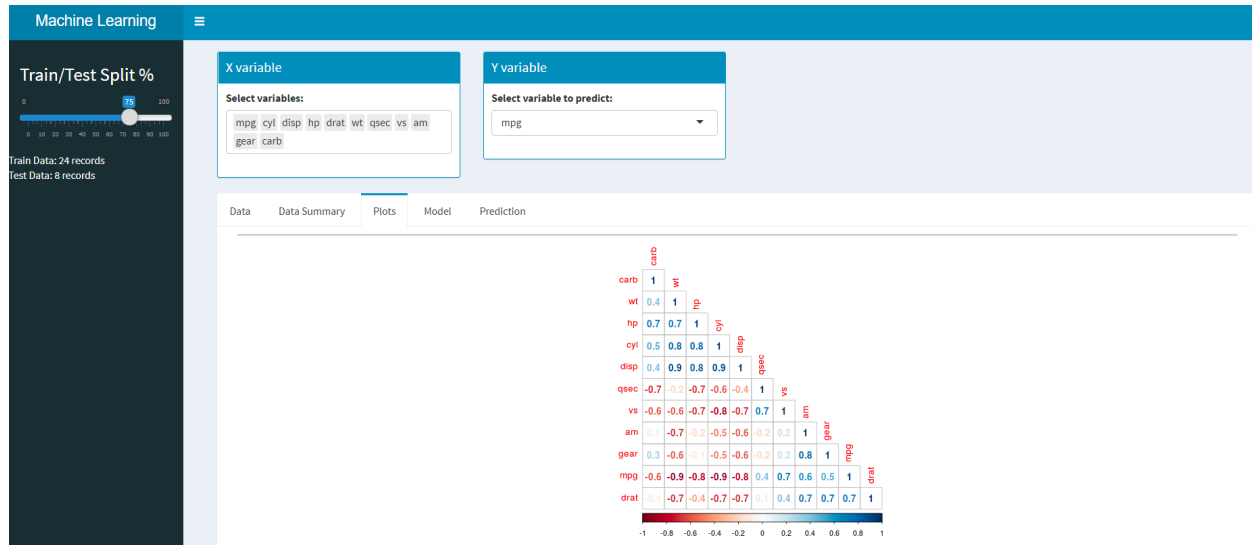 Machine Learning
Train/Test Split %
0 75 100
0 10 20 30 40 50 60 70 80 90 100
Train Data: 24 records
Test Data: 8 records
X variable
Select variables:
mpg cyl disp hp drat wt qsec vs am
gear carb
Y variable
Select variable to predict:
mpg
Data Data Summary Plots Model Prediction
carb
carb 1 wt
wt 0.4 1 hp
hp 0.7 0.7 1 cyl
cyl 0.5 0.8 0.8 1 disp
disp 0.4 0.9 0.8 0.9 1 qsec
qsec -0.7 -0.2 -0.7 -0.6 -0.4 1 vs
vs -0.6 -0.6 -0.7 -0.8 -0.7 0.7 1 am
am 0.1 -0.7 -0.2 -0.5 -0.6 -0.2 0.2 1 gear
gear 0.3 -0.6 -0.1 -0.5 -0.6 -0.2 0.2 0.8 1 mpg
mpg -0.6 -0.9 -0.8 -0.9 -0.8 0.4 0.7 0.6 0.5 1 drat
drat -0.1 -0.7 -0.4 -0.7 -0.7 0.1 0.4 0.7 0.7 0.7 1
-1 -0.8 -0.6 -0.4 -0.2 0 0.2 0.4 0.6 0.8 1